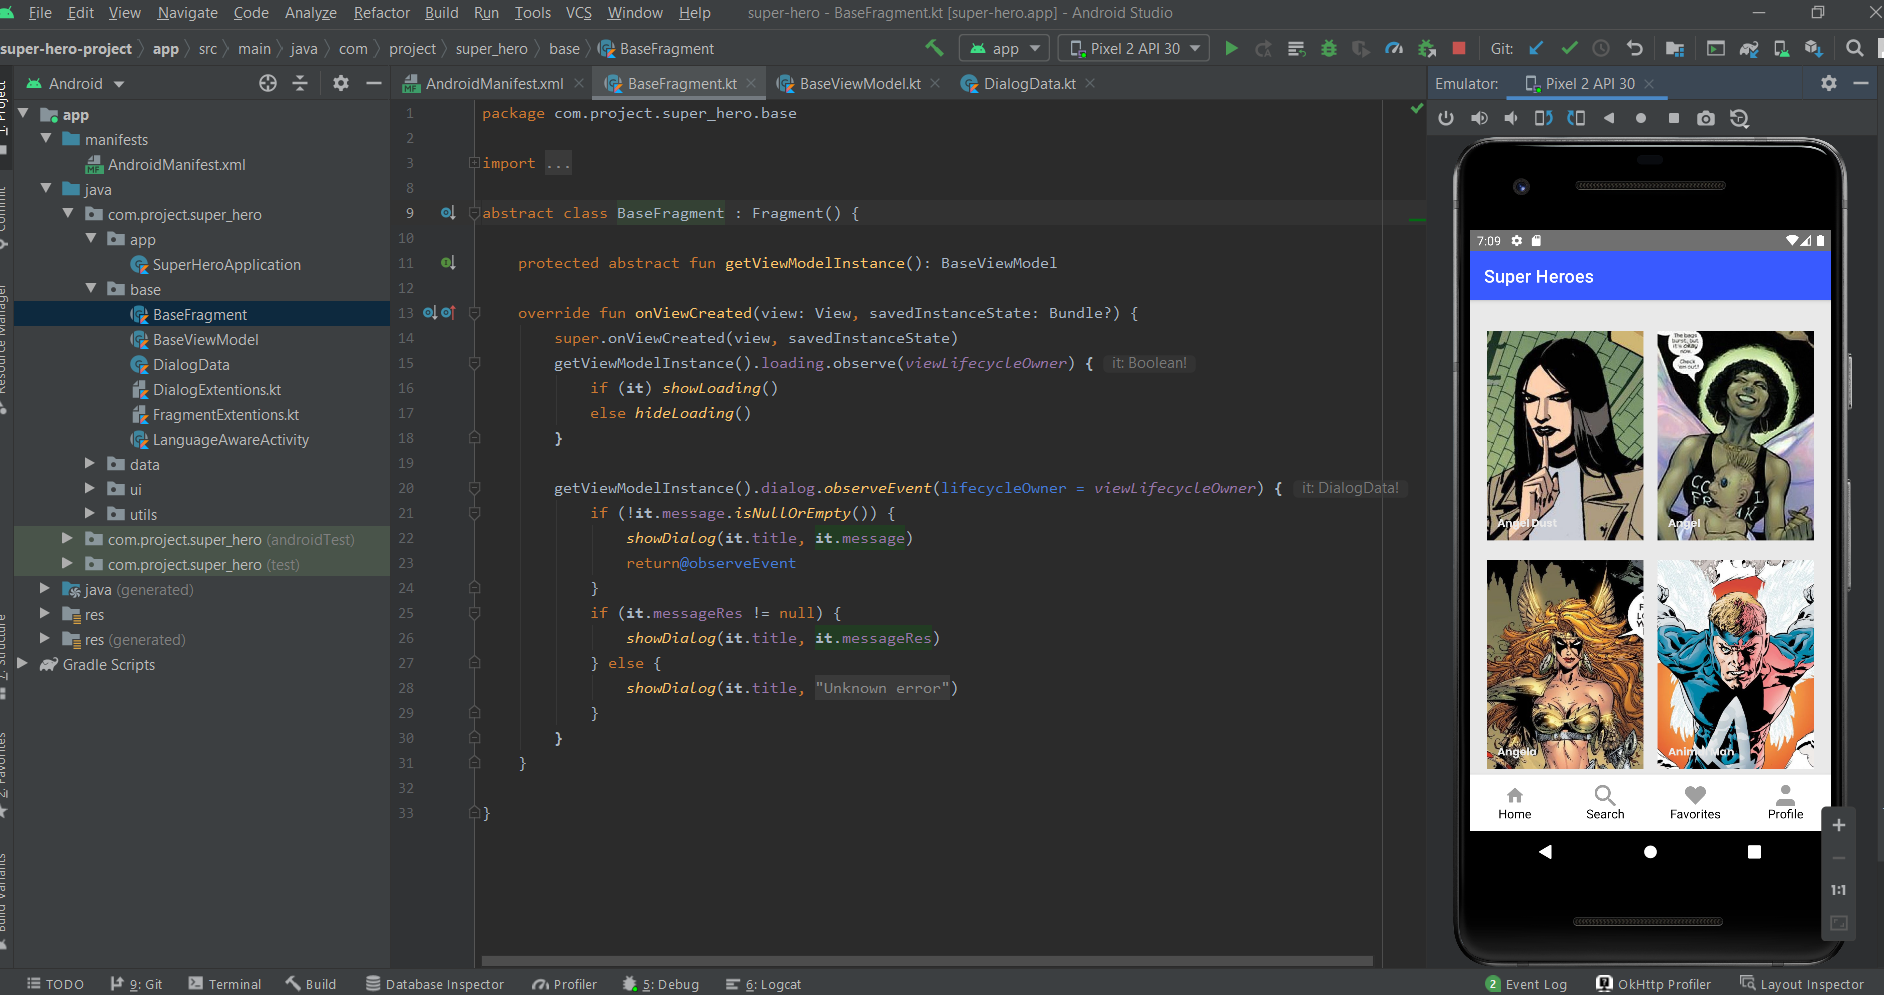 File Edit View Navigate Code Analyze Refactor Build Run Tools VCS Window Help super-hero - BaseFragment.kt [super-hero.app] - Android Studio
super-hero-project app src main java com project super_hero base BaseFragment app Pixel 2 API 30 Git:
Android AndroidManifest.xml BaseFragment.kt BaseViewModel.kt DialogData.kt Emulator: Pixel 2 API 30
1: Project
Commit
Resource Manager
7: Structure
2: Favorites
Build Variants
app
manifests
AndroidManifest.xml
java
com.project.super_hero
app
SuperHeroApplication
base
BaseFragment
BaseViewModel
DialogData
DialogExtentions.kt
FragmentExtentions.kt
LanguageAwareActivity
data
ui
utils
com.project.super_hero (androidTest)
com.project.super_hero (test)
java (generated)
res
res (generated)
Gradle Scripts
1 package com.project.super_hero.base
2
3 import ...
8
9 abstract class BaseFragment : Fragment() {
10
11 protected abstract fun getViewModelInstance(): BaseViewModel
12
13 override fun onViewCreated(view: View, savedInstanceState: Bundle?) {
14 super.onViewCreated(view, savedInstanceState)
15 getViewModelInstance().loading.observe(viewLifecycleOwner) { it: Boolean!
16 if (it) showLoading()
17 else hideLoading()
18 }
19
20 getViewModelInstance().dialog.observeEvent(lifecycleOwner = viewLifecycleOwner) { it: DialogData!
21 if (!it.message.isNullOrEmpty()) {
22 showDialog(it.title, it.message)
23 return@observeEvent
24 }
25 if (it.messageRes != null) {
26 showDialog(it.title, it.messageRes)
27 } else {
28 showDialog(it.title, "Unknown error")
29 }
30 }
31 }
32
33 }
7:09
Super Heroes
Check
'em out!
Angel Dust
Angel
Angela
Animal Man
Home Search Favorites Profile
1:1
TODO 9: Git Terminal Build Database Inspector Profiler 5: Debug 6: Logcat 2 Event Log OkHttp Profiler Layout Inspector